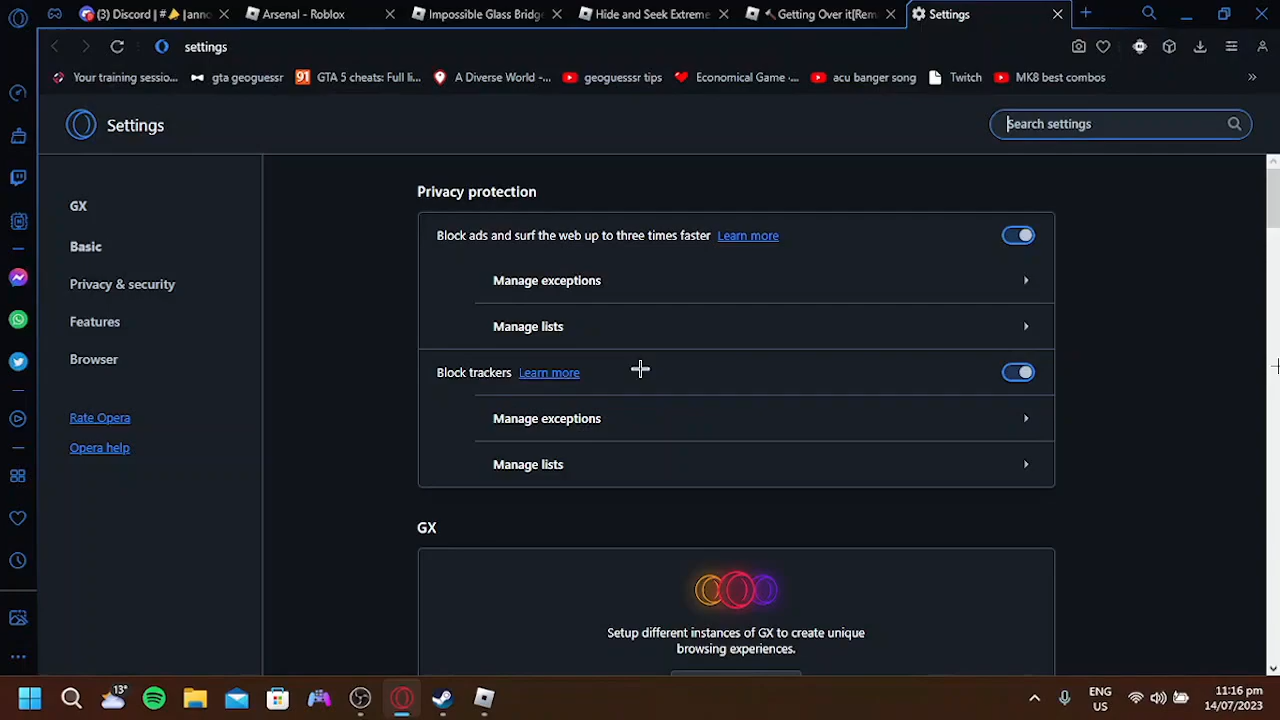 (3) Discord | # 📣 | anno
Arsenal - Roblox
Impossible Glass Bridg
Hide and Seek Extreme
🔨Getting Over it[Rem
Settings
settings
Your training sessio...
gta geoguessr
GTA 5 cheats: Full li...
A Diverse World -...
geoguesssr tips
Economical Game -...
acu banger song
Twitch
MK8 best combos
»
Settings
Search settings
GX
Basic
Privacy & security
Features
Browser
Rate Opera
Opera help
Privacy protection
Block ads and surf the web up to three times faster Learn more
Manage exceptions
Manage lists
Block trackers Learn more
Manage exceptions
Manage lists
GX
Setup different instances of GX to create unique
browsing experiences.
13°
ENG
US
11:16 pm
14/07/2023
91